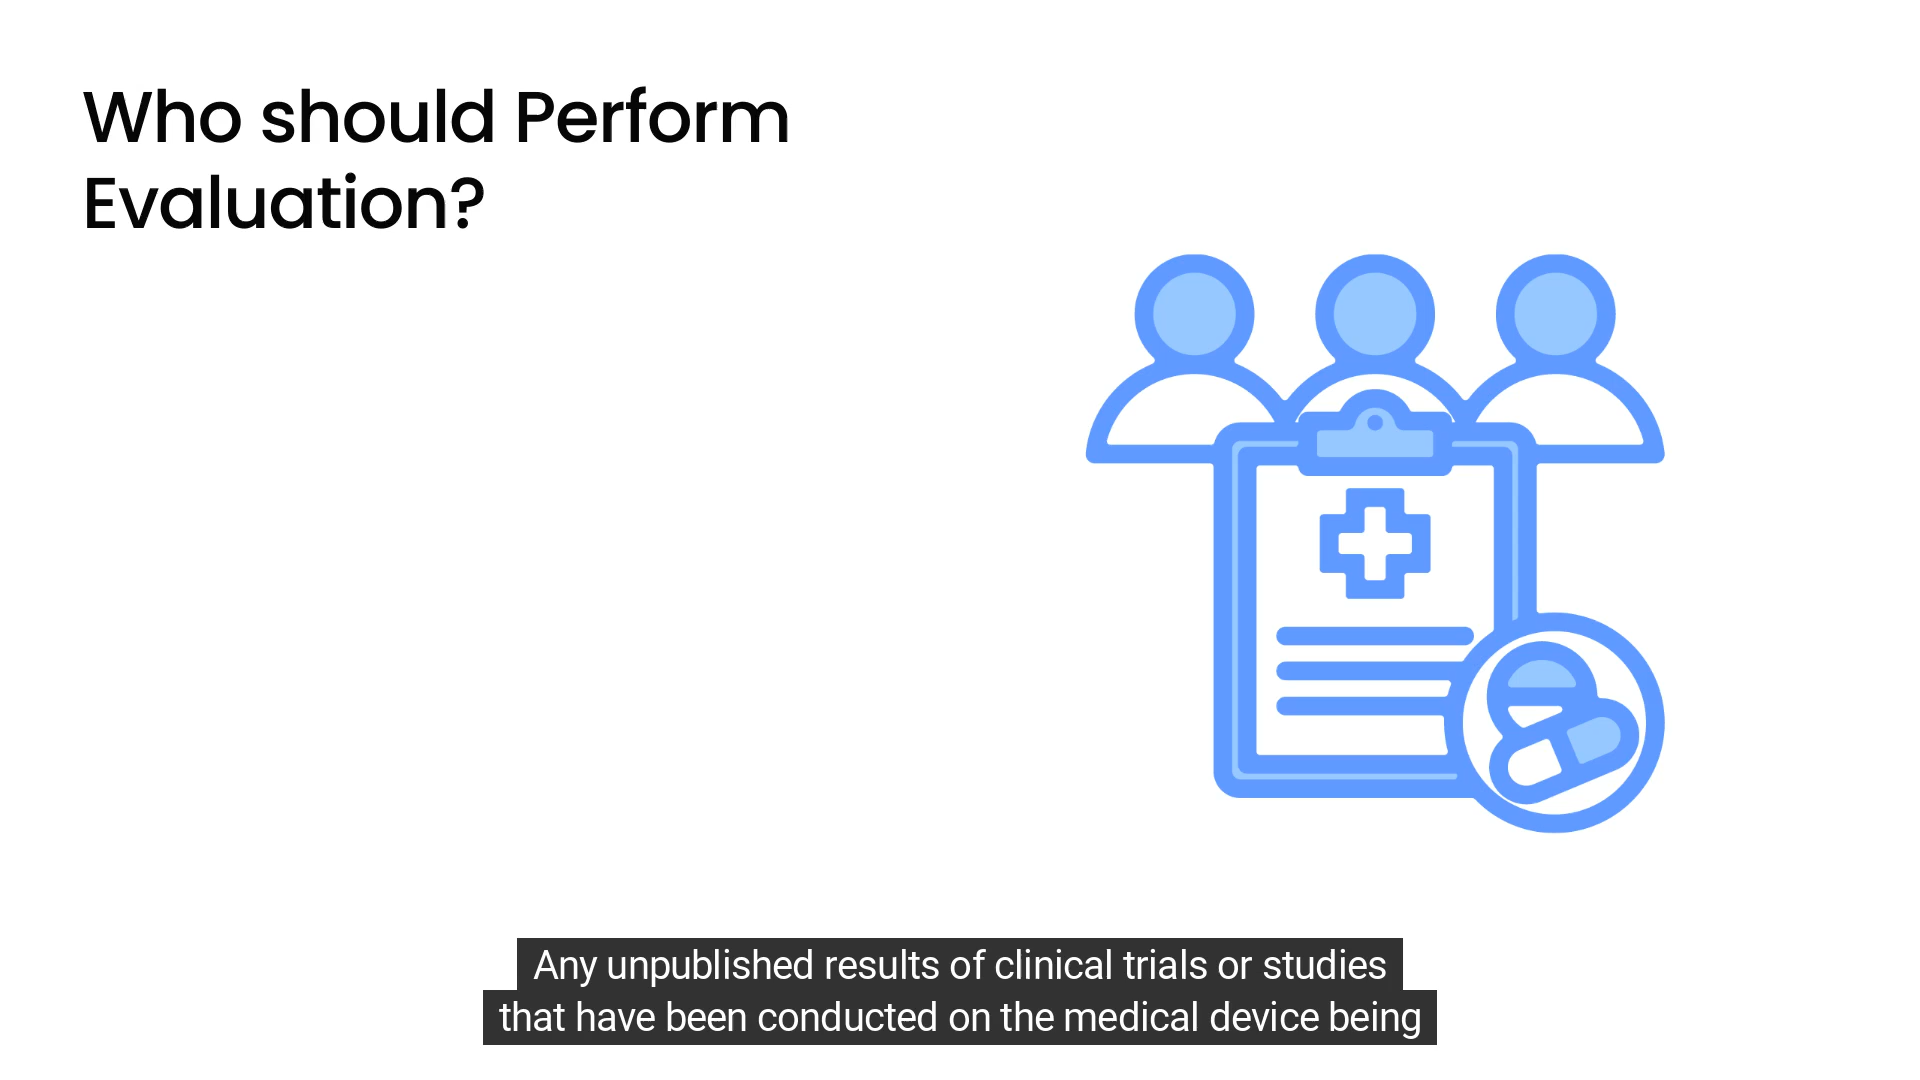 Who should Perform
Evaluation?
Any unpublished results of clinical trials or studies
that have been conducted on the medical device being